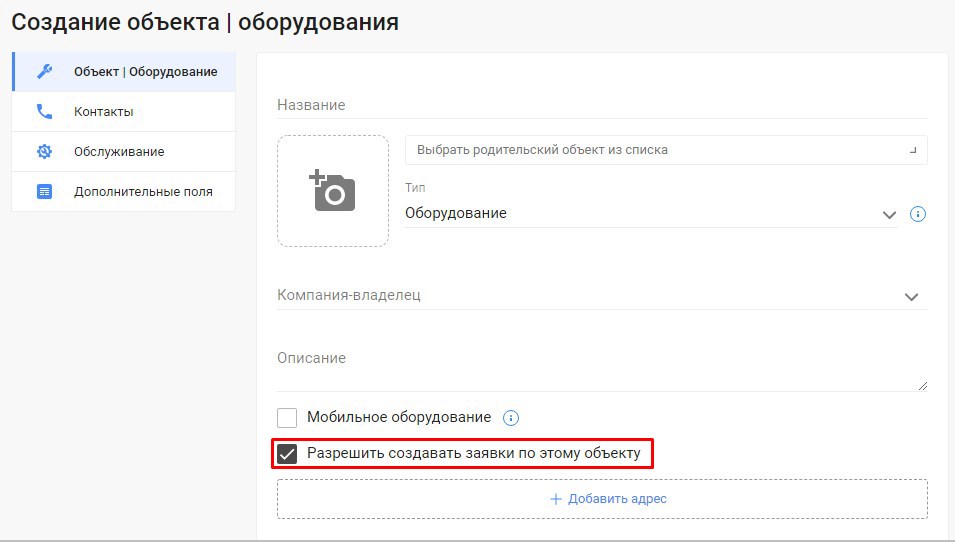 Создание объекта | оборудования
Объект | Оборудование
Контакты
Обслуживание
Дополнительные поля
Название
Выбрать родительский объект из списка
Тип
Оборудование
Компания-владелец
Описание
Мобильное оборудование
Разрешить создавать заявки по этому объекту
+ Добавить адрес